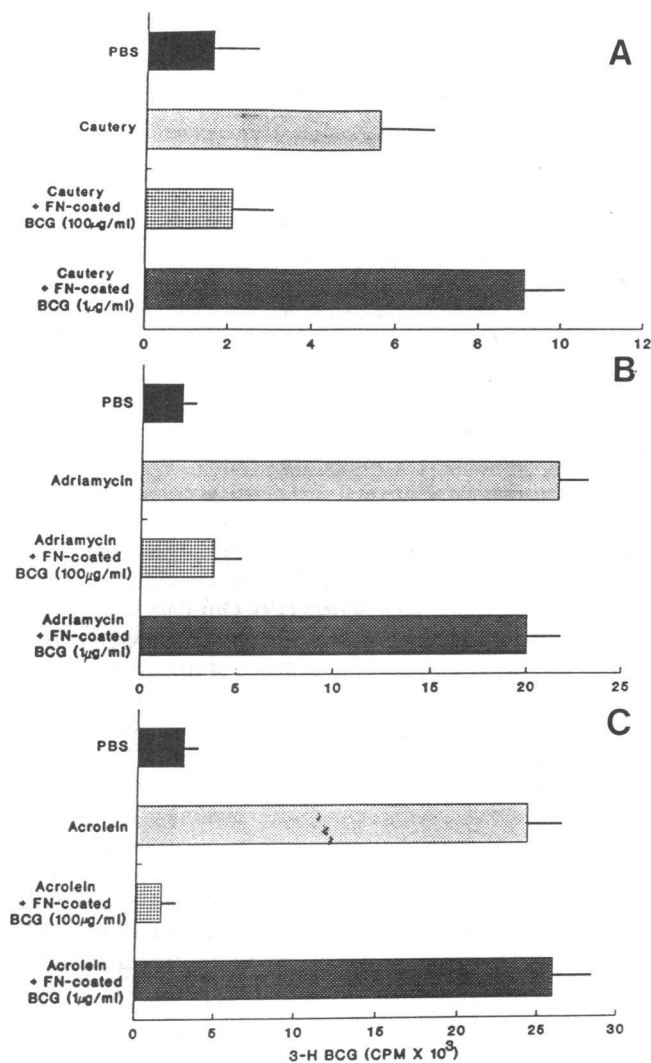 A
PBS
Cautery
Cautery
+ FN-coated
BCG (100µg/ml)
Cautery
+ FN-coated
BCG (1µg/ml)
0 2 4 6 8 10 12
B
PBS
Adriamycin
Adriamycin
+ FN-coated
BCG (100µg/ml)
Adriamycin
+ FN-coated
BCG (1µg/ml)
0 5 10 15 20 25
C
PBS
Acrolein
Acrolein
+ FN-coated
BCG (100µg/ml)
Acrolein
+ FN-coated
BCG (1µg/ml)
0 5 10 15 20 25 30
3-H BCG (CPM X 10³)